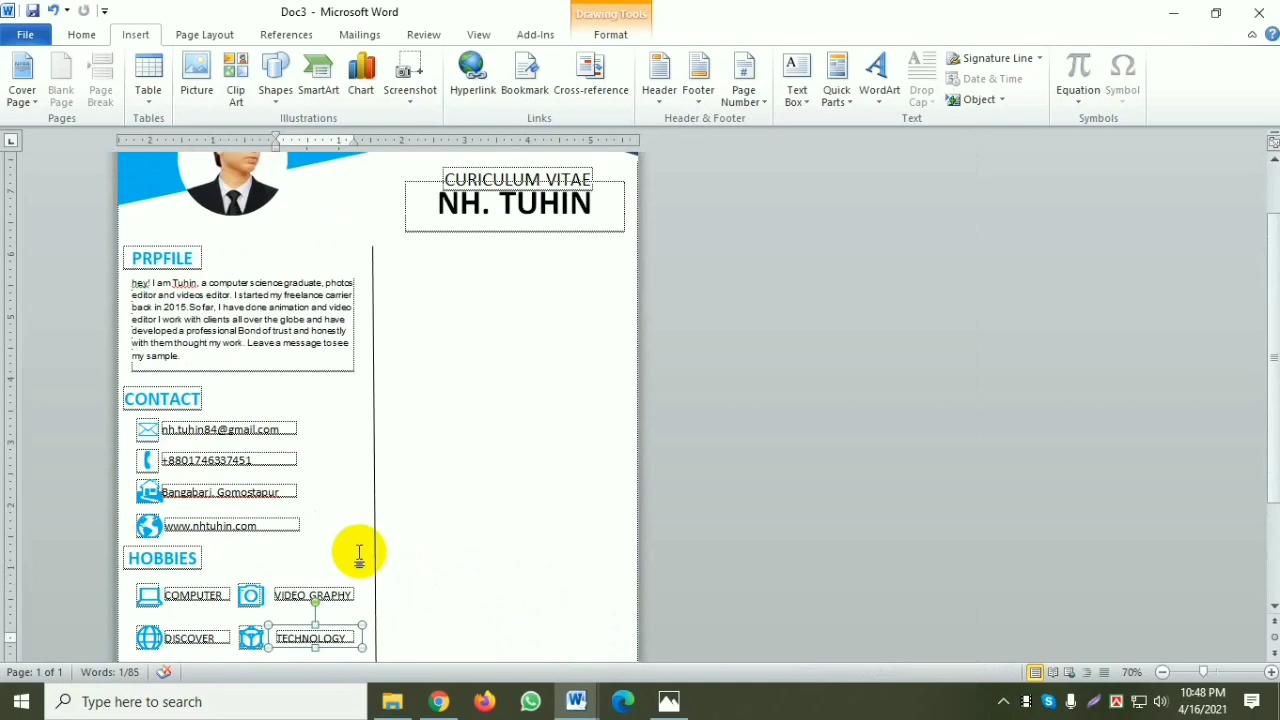 Doc3 - Microsoft Word
Drawing Tools
File Home Insert Page Layout References Mailings Review View Add-Ins Format
Cover Page Blank Page Page Break Table Picture Clip Art Shapes SmartArt Chart Screenshot Hyperlink Bookmark Cross-reference Header Footer Page Number Text Box Quick Parts WordArt Drop Cap Signature Line Date & Time Object Equation Symbol
Pages Tables Illustrations Links Header & Footer Text Symbols
CURICULUM VITAE
NH. TUHIN
PRPFILE
hey! I am Tuhin, a computer science graduate, photos
editor and videos editor. I started my freelance carrier
back in 2015.So far, I have done animation and video
editor I work with clients all over the globe and have
developed a professional Bond of trust and honestly
with them thought my work. Leave a message to see
my sample.
CONTACT
nh.tuhin84@gmail.com
+8801746337451
Bangabari, Gomostapur
www.nhtuhin.com
HOBBIES
COMPUTER VIDEO GRAPHY
DISCOVER TECHNOLOGY
Page: 1 of 1 Words: 1/85 70%
Type here to search
10:48 PM
4/16/2021